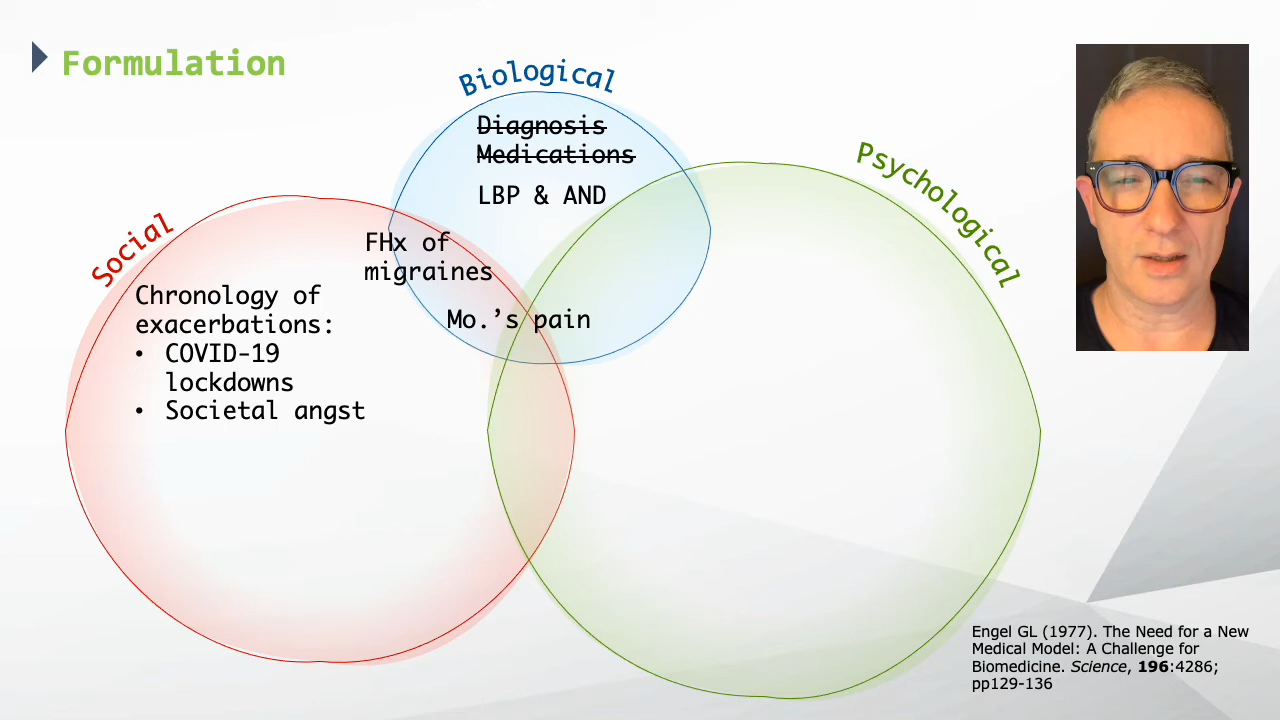 Formulation
Biological
Diagnosis
Medications
LBP & AND
Psychological
Social
FHx of
migraines
Mo.’s pain
Chronology of
exacerbations:
• COVID-19
lockdowns
• Societal angst
Engel GL (1977). The Need for a New
Medical Model: A Challenge for
Biomedicine. Science, 196:4286;
pp129-136